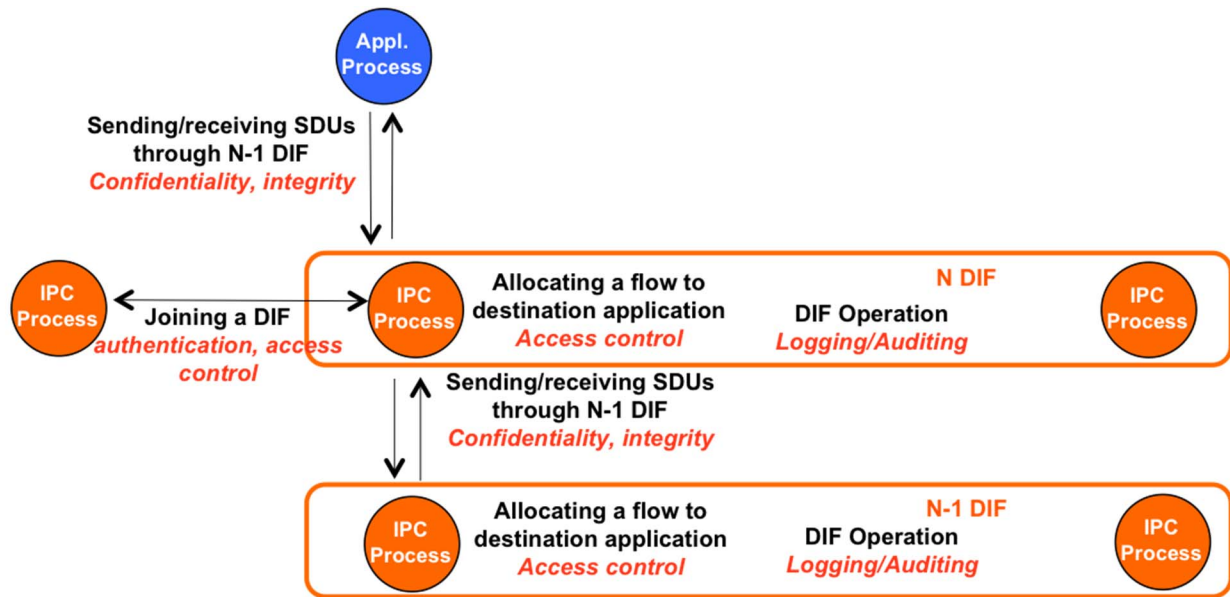 Appl.
Process
Sending/receiving SDUs
through N-1 DIF
Confidentiality, integrity
IPC
Process
Joining a DIF
authentication, access
control
IPC
Process
Allocating a flow to
destination application
Access control
N DIF
DIF Operation
Logging/Auditing
IPC
Process
Sending/receiving SDUs
through N-1 DIF
Confidentiality, integrity
IPC
Process
Allocating a flow to
destination application
Access control
N-1 DIF
DIF Operation
Logging/Auditing
IPC
Process